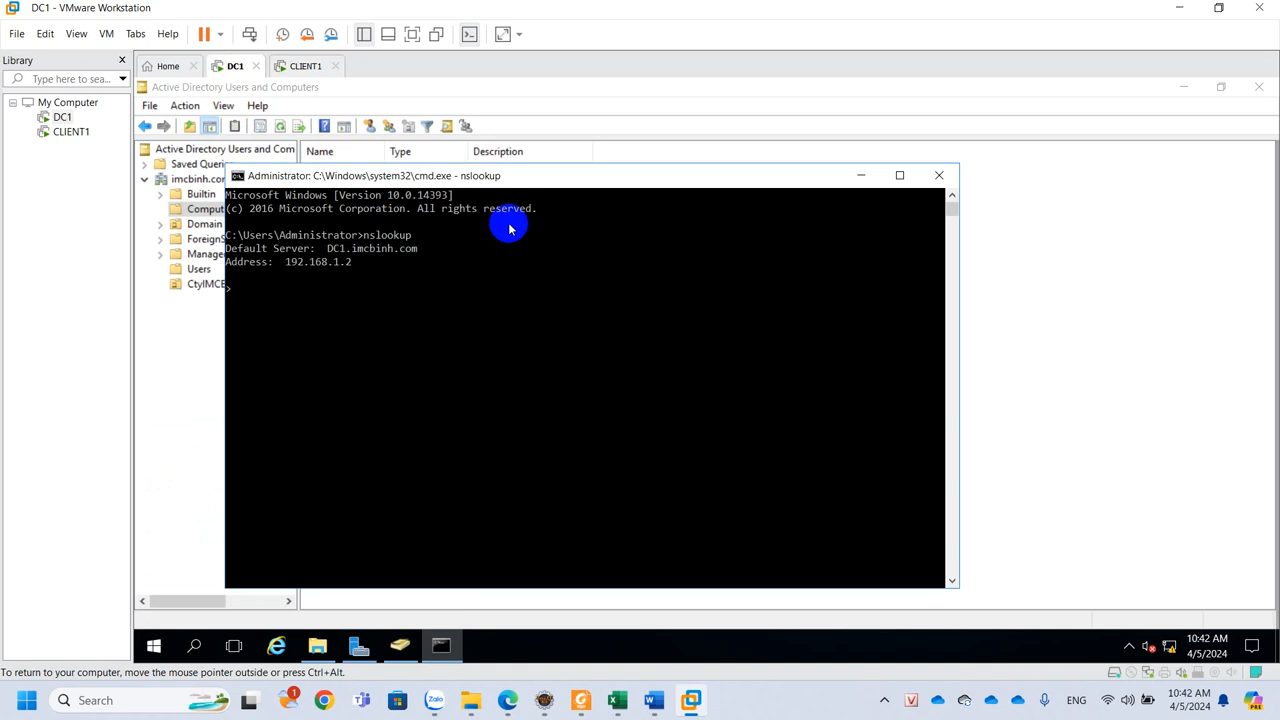 DC1 - VMware Workstation
File Edit View VM Tabs Help
Library
Type here to sea...
My Computer
DC1
CLIENT1
Home
DC1
CLIENT1
Active Directory Users and Computers
File Action View Help
Active Directory Users and Com
Saved Queri
imcbinh.con
Builtin
Comput
Domain
ForeignS
Manage
Users
CtyIMCB
Name Type Description
Administrator: C:\Windows\system32\cmd.exe - nslookup
Microsoft Windows [Version 10.0.14393]
(c) 2016 Microsoft Corporation. All rights reserved.
C:\Users\Administrator>nslookup
Default Server:  DC1.imcbinh.com
Address:  192.168.1.2
>
10:42 AM
4/5/2024
To return to your computer, move the mouse pointer outside or press Ctrl+Alt.
Search
1
Zalo
V
ENG
10:42 AM
4/5/2024
PRE